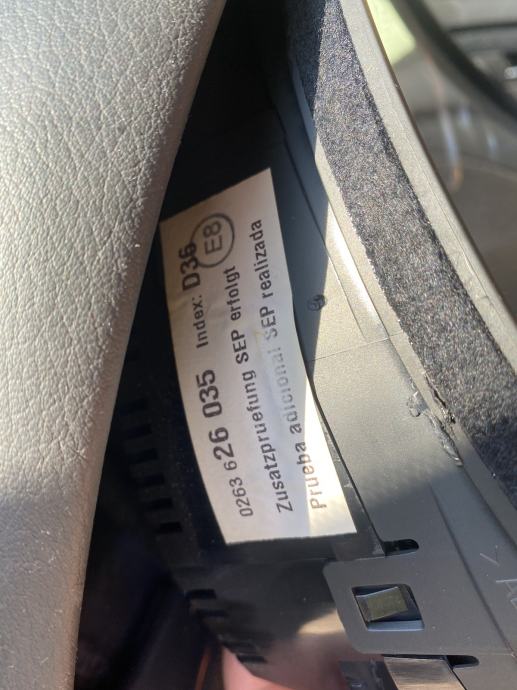 0263 626 035 Index: D36
E8
Zusatzpruefung SEP erfolgt
Prueba adicional SEP realizada